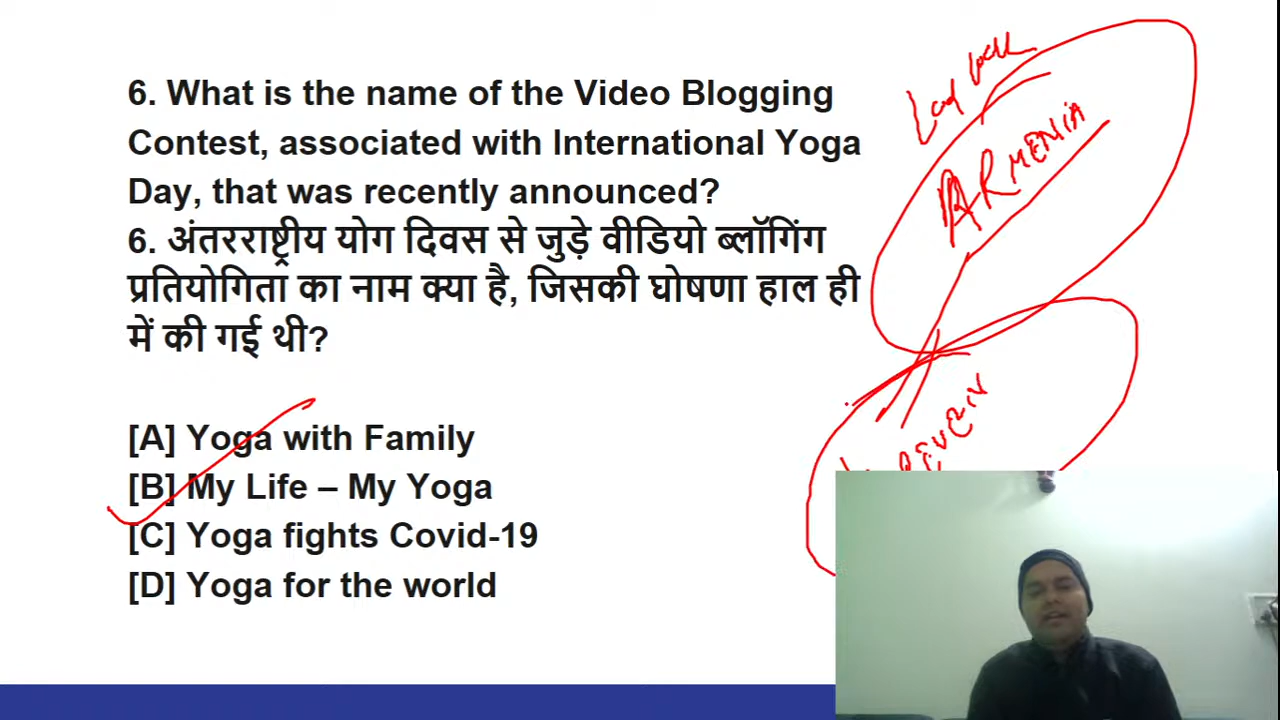 6. What is the name of the Video Blogging
Contest, associated with International Yoga
Day, that was recently announced?
6. अंतरराष्ट्रीय योग दिवस से जुड़े वीडियो ब्लॉगिंग
प्रतियोगिता का नाम क्या है, जिसकी घोषणा हाल ही
में की गई थी?
[A] Yoga with Family
[B] My Life – My Yoga
[C] Yoga fights Covid-19
[D] Yoga for the world
ARMENIA